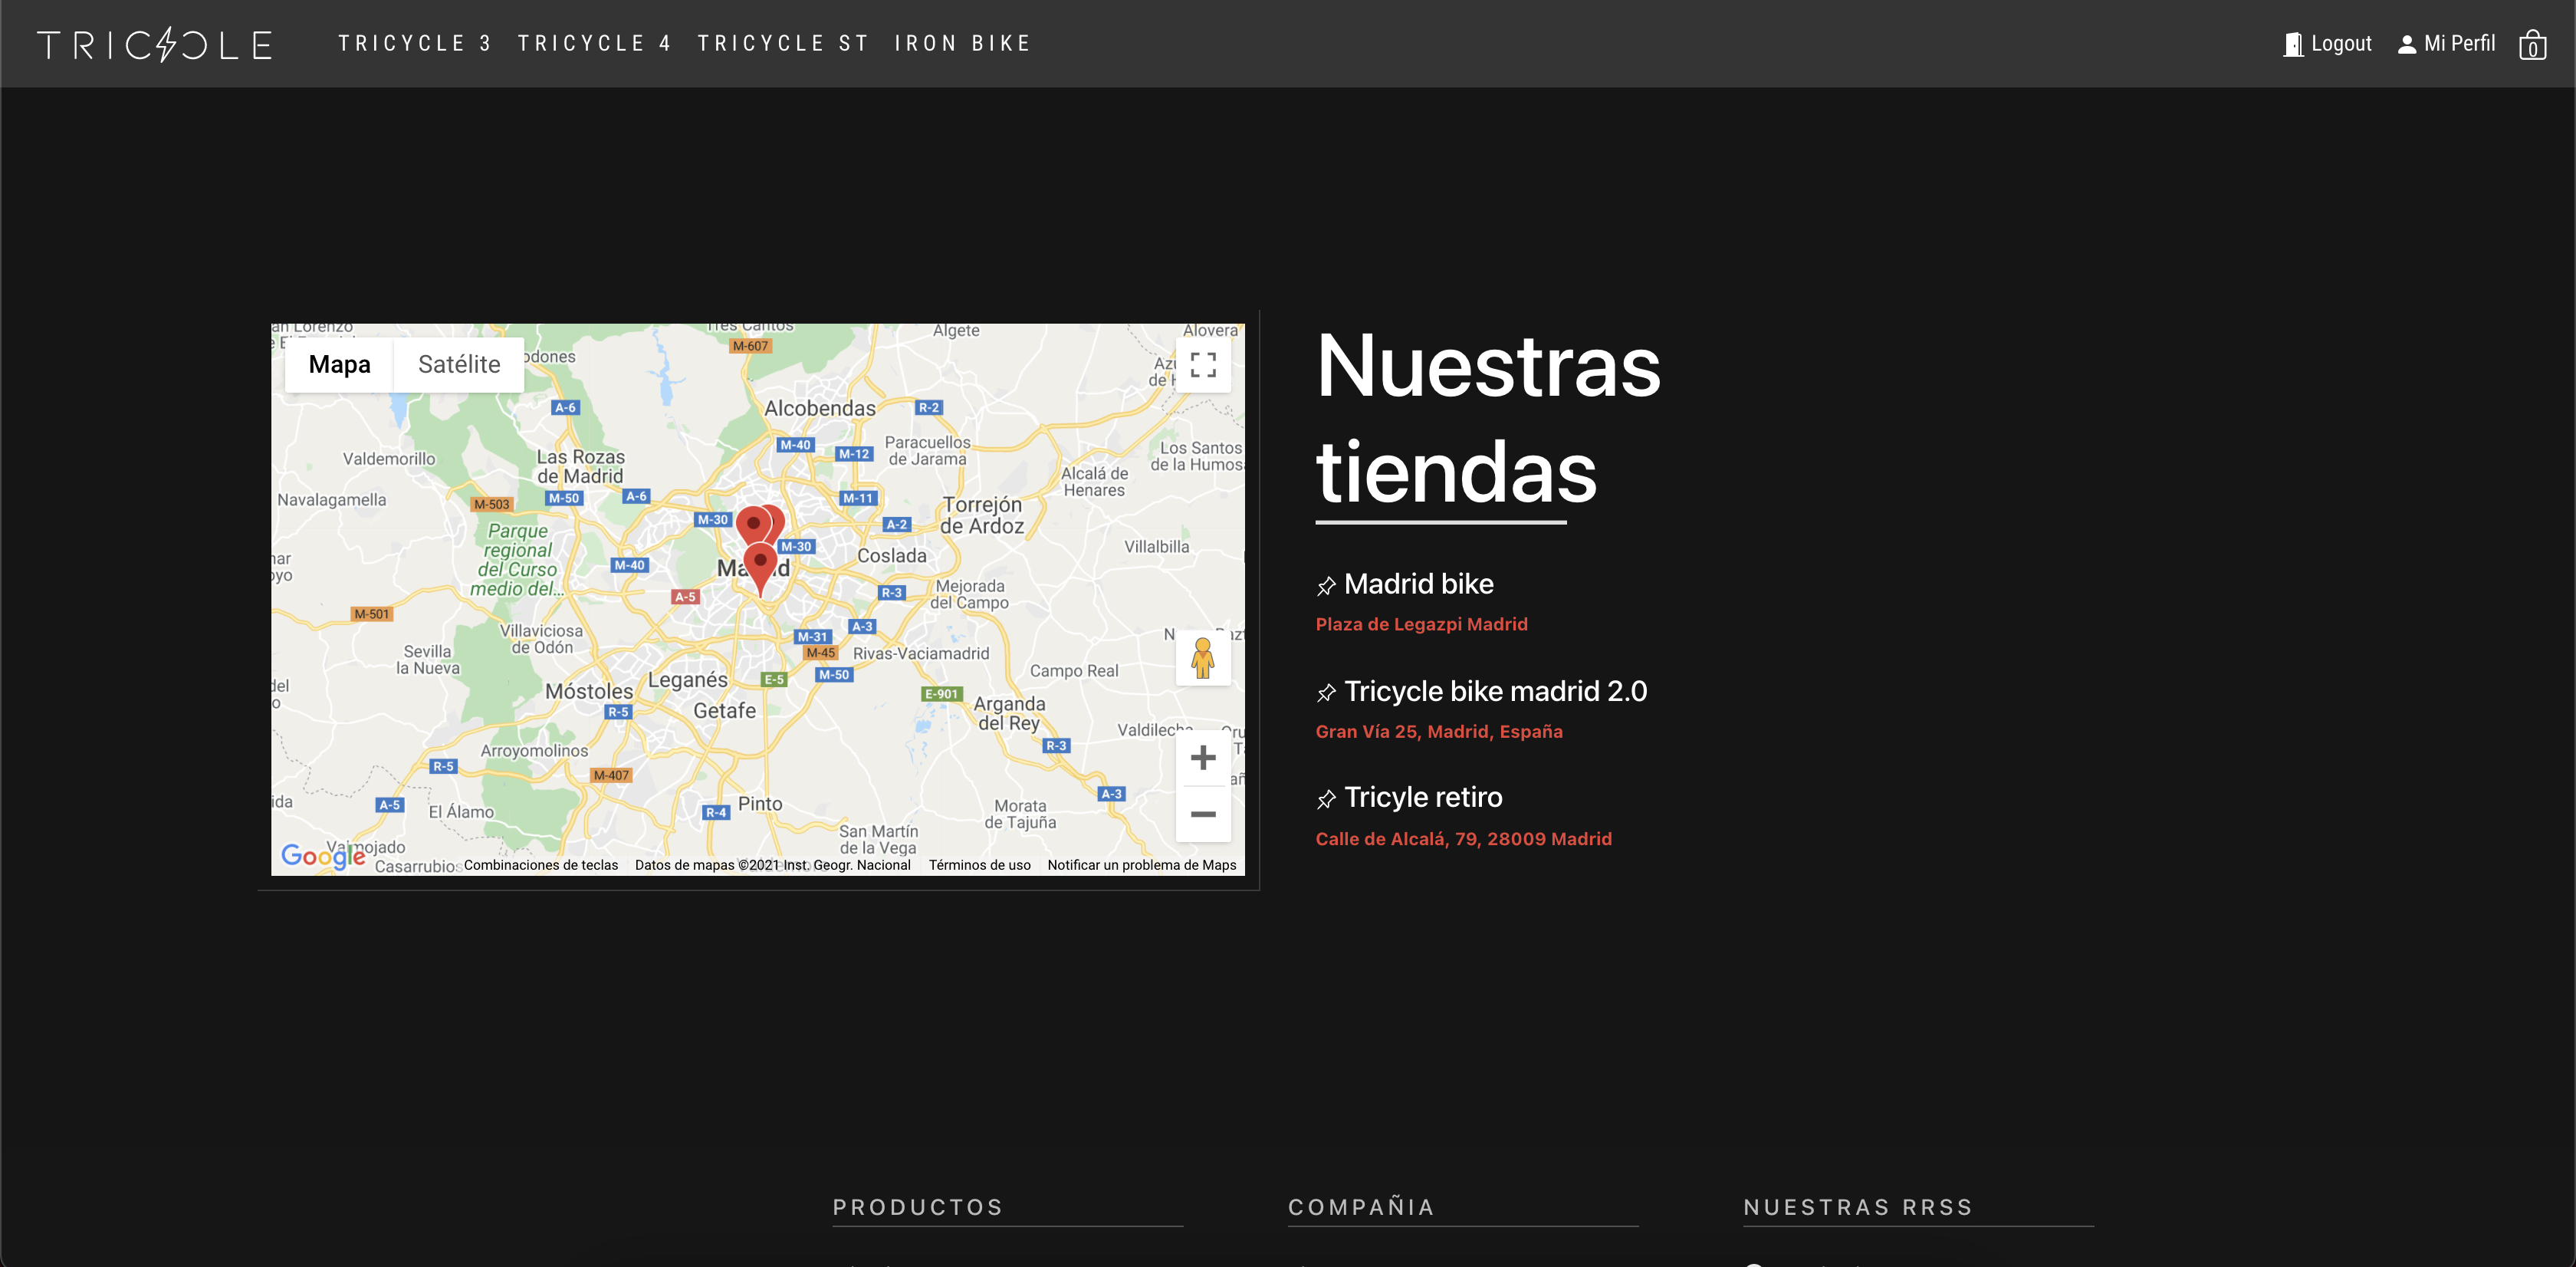 TRICYCLE
TRICYCLE 3 TRICYCLE 4 TRICYCLE ST IRON BIKE
Logout Mi Perfil 0
Mapa Satélite
an Lorenzo
Tres Cantos
Algete
Alovera
M-607
A-6
Alcobendas
R-2
M-40
Paracuellos
de Jarama
M-12
Los Santos
de la Humos
Valdemorillo
Las Rozas
de Madrid
Alcalá de
Henares
Navalagamella
M-503
M-50
A-6
M-11
Torrejón
de Ardoz
M-30
A-2
Parque
regional
del Curso
medio del...
M-30
Coslada
Villalbilla
M-40
Madrid
A-5
R-3
Mejorada
del Campo
M-501
Villaviciosa
de Odón
M-31
A-3
M-45
Rivas-Vaciamadrid
Sevilla
la Nueva
M-50
Campo Real
Leganés
E-5
Móstoles
E-901
R-5
Getafe
Arganda
del Rey
Valdilecha
Arroyomolinos
R-3
R-5
M-407
A-5
El Álamo
R-4
Pinto
A-3
Morata
de Tajuña
San Martín
de la Vega
Google
Casarrubios
Combinaciones de teclas Datos de mapas ©2021 Inst. Geogr. Nacional Términos de uso Notificar un problema de Maps
Nuestras
tiendas
Madrid bike
Plaza de Legazpi Madrid
Tricycle bike madrid 2.0
Gran Vía 25, Madrid, España
Tricyle retiro
Calle de Alcalá, 79, 28009 Madrid
PRODUCTOS COMPAÑIA NUESTRAS RRSS